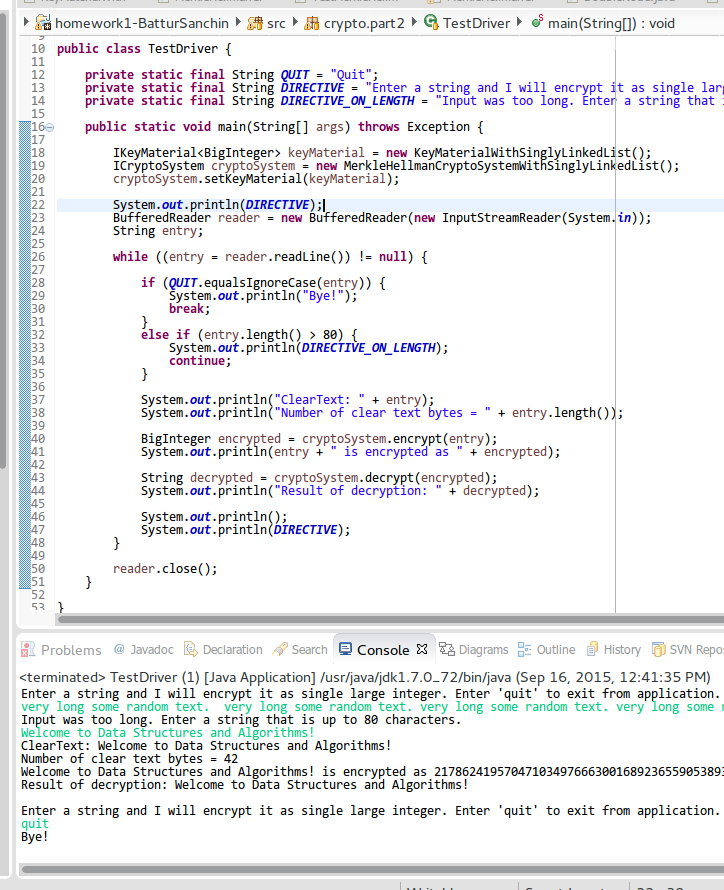 homework1-BatturSanchin src crypto.part2 TestDriver main(String[]) : void
9
10 public class TestDriver {
11
12 private static final String QUIT = "Quit";
13 private static final String DIRECTIVE = "Enter a string and I will encrypt it as single larg
14 private static final String DIRECTIVE_ON_LENGTH = "Input was too long. Enter a string that i
15
16 public static void main(String[] args) throws Exception {
17
18 IKeyMaterial<BigInteger> keyMaterial = new KeyMaterialWithSinglyLinkedList();
19 ICryptoSystem cryptoSystem = new MerkleHellmanCryptoSystemWithSinglyLinkedList();
20 cryptoSystem.setKeyMaterial(keyMaterial);
21
22 System.out.println(DIRECTIVE);
23 BufferedReader reader = new BufferedReader(new InputStreamReader(System.in));
24 String entry;
25
26 while ((entry = reader.readLine()) != null) {
27
28 if (QUIT.equalsIgnoreCase(entry)) {
29 System.out.println("Bye!");
30 break;
31 }
32 else if (entry.length() > 80) {
33 System.out.println(DIRECTIVE_ON_LENGTH);
34 continue;
35 }
36
37 System.out.println("ClearText: " + entry);
38 System.out.println("Number of clear text bytes = " + entry.length());
39
40 BigInteger encrypted = cryptoSystem.encrypt(entry);
41 System.out.println(entry + " is encrypted as " + encrypted);
42
43 String decrypted = cryptoSystem.decrypt(encrypted);
44 System.out.println("Result of decryption: " + decrypted);
45
46 System.out.println();
47 System.out.println(DIRECTIVE);
48 }
49
50 reader.close();
51 }
52
53 }
Problems @ Javadoc Declaration Search Console Diagrams Outline History SVN Repo
<terminated> TestDriver (1) [Java Application] /usr/java/jdk1.7.0_72/bin/java (Sep 16, 2015, 12:41:35 PM)
Enter a string and I will encrypt it as single large integer. Enter 'quit' to exit from application.
very long some random text.  very long some random text. very long some random text. very long some r
Input was too long. Enter a string that is up to 80 characters.
Welcome to Data Structures and Algorithms!
ClearText: Welcome to Data Structures and Algorithms!
Number of clear text bytes = 42
Welcome to Data Structures and Algorithms! is encrypted as 21786241957047103497666300168923655905389
Result of decryption: Welcome to Data Structures and Algorithms!
Enter a string and I will encrypt it as single large integer. Enter 'quit' to exit from application.
quit
Bye!